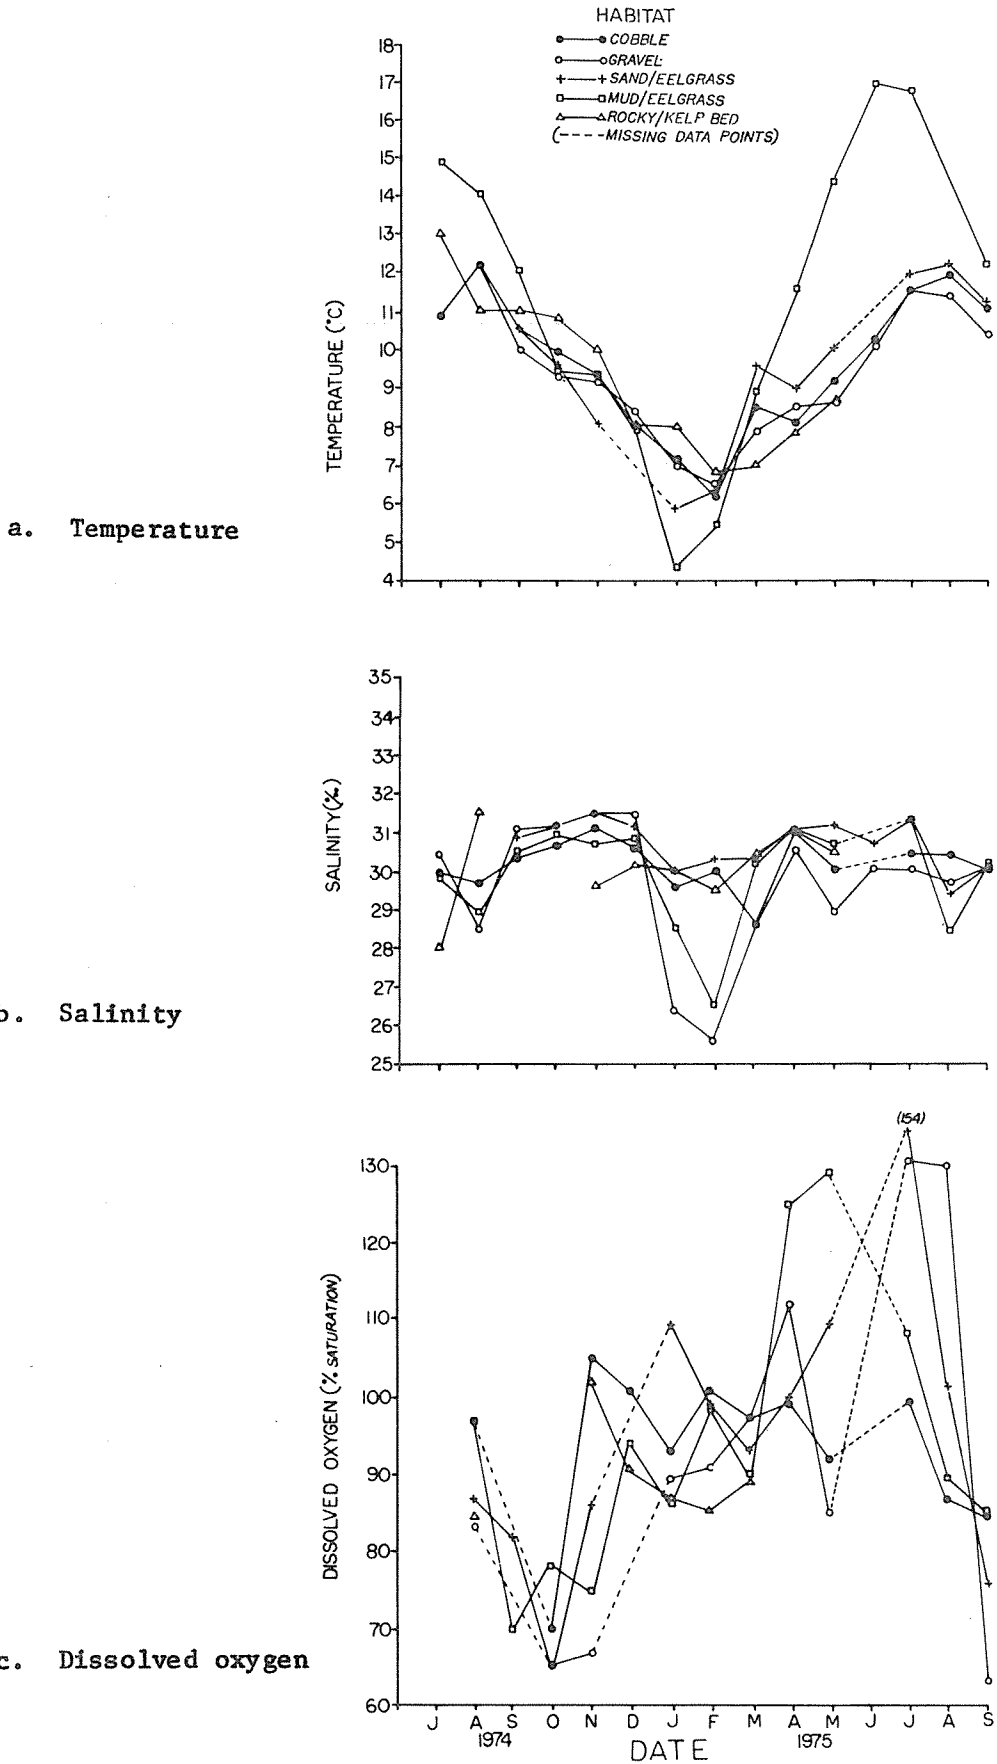 HABITAT
COBBLE
GRAVEL
SAND/EELGRASS
MUD/EELGRASS
ROCKY/KELP BED
(----MISSING DATA POINTS)
18
17
16
15
14
13
12
11
10
9
8
7
6
5
4
TEMPERATURE (°C)
a. Temperature
35
34
33
32
31
30
29
28
27
26
25
SALINITY(‰)
b. Salinity
(154)
130
120
110
100
90
80
70
60
DISSOLVED OXYGEN (% SATURATION)
c. Dissolved oxygen
J A S O N D J F M A M J J A S
1974 1975
DATE